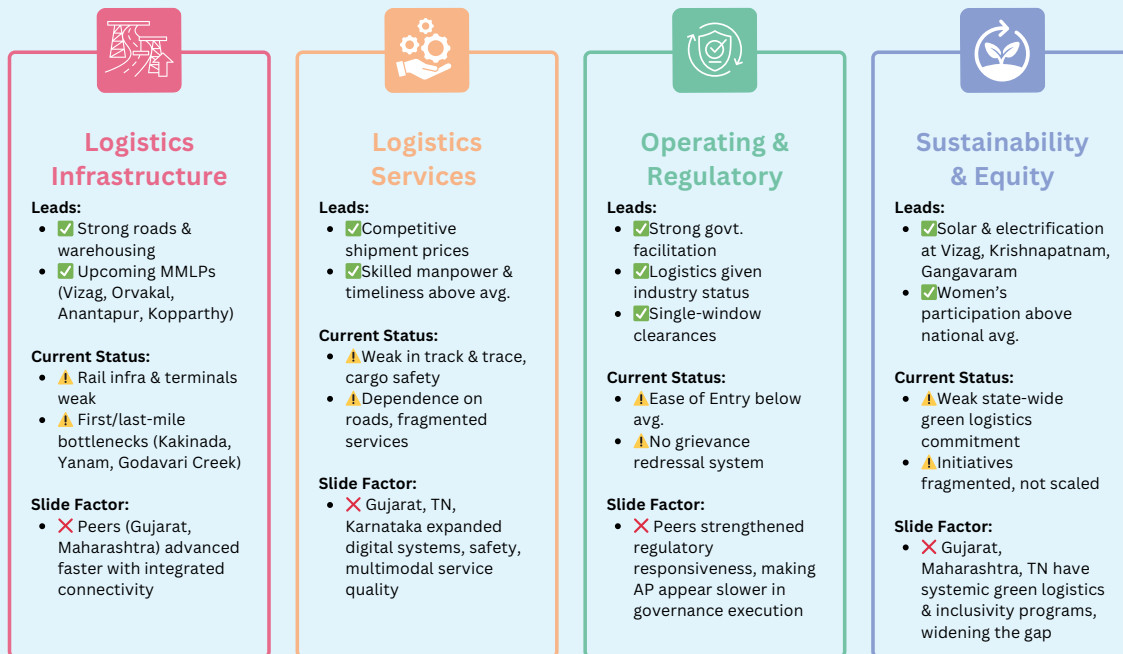 Logistics
Infrastructure
Leads:
• ✅ Strong roads &
warehousing
• ✅ Upcoming MMLPs
(Vizag, Orvakal,
Anantapur, Kopparthy)
Current Status:
• ⚠️ Rail infra & terminals
weak
• ⚠️ First/last-mile
bottlenecks (Kakinada,
Yanam, Godavari Creek)
Slide Factor:
• ❌ Peers (Gujarat,
Maharashtra) advanced
faster with integrated
connectivity
Logistics
Services
Leads:
• ✅Competitive
shipment prices
• ✅Skilled manpower &
timeliness above avg.
Current Status:
• ⚠️Weak in track & trace,
cargo safety
• ⚠️Dependence on
roads, fragmented
services
Slide Factor:
• ❌ Gujarat, TN,
Karnataka expanded
digital systems, safety,
multimodal service
quality
Operating &
Regulatory
Leads:
• ✅Strong govt.
facilitation
• ✅Logistics given
industry status
• ✅Single-window
clearances
Current Status:
• ⚠️Ease of Entry below
avg.
• ⚠️No grievance
redressal system
Slide Factor:
• ❌ Peers strengthened
regulatory
responsiveness, making
AP appear slower in
governance execution
Sustainability
& Equity
Leads:
• ✅Solar & electrification
at Vizag, Krishnapatnam,
Gangavaram
• ✅Women’s
participation above
national avg.
Current Status:
• ⚠️Weak state-wide
green logistics
commitment
• ⚠️Initiatives
fragmented, not scaled
Slide Factor:
• ❌ Gujarat,
Maharashtra, TN have
systemic green logistics
& inclusivity programs,
widening the gap